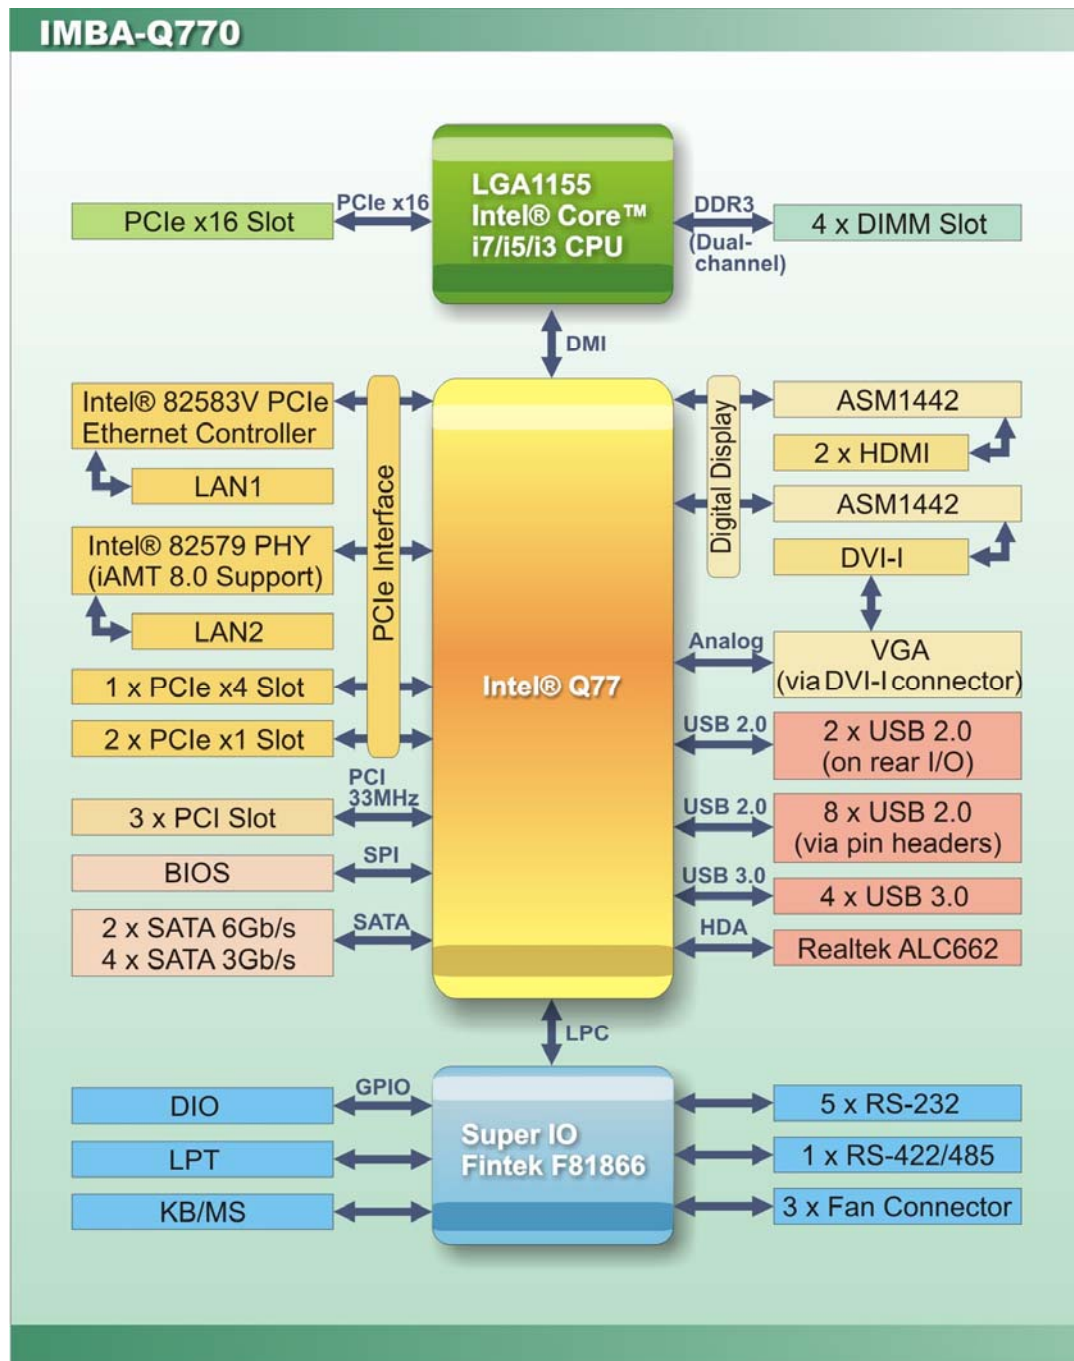 IMBA-Q770
LGA1155
Intel® Core™
i7/i5/i3 CPU
PCIe x16 Slot
PCIe x16
DDR3
(Dual-
channel)
4 x DIMM Slot
DMI
Intel® 82583V PCIe
Ethernet Controller
LAN1
Intel® 82579 PHY
(iAMT 8.0 Support)
LAN2
1 x PCIe x4 Slot
2 x PCIe x1 Slot
PCIe Interface
PCI
33MHz
3 x PCI Slot
SPI
BIOS
SATA
2 x SATA 6Gb/s
4 x SATA 3Gb/s
Intel® Q77
Digital Display
ASM1442
2 x HDMI
ASM1442
DVI-I
Analog
VGA
(via DVI-I connector)
USB 2.0
2 x USB 2.0
(on rear I/O)
USB 2.0
8 x USB 2.0
(via pin headers)
USB 3.0
4 x USB 3.0
HDA
Realtek ALC662
LPC
GPIO
DIO
LPT
KB/MS
Super IO
Fintek F81866
5 x RS-232
1 x RS-422/485
3 x Fan Connector